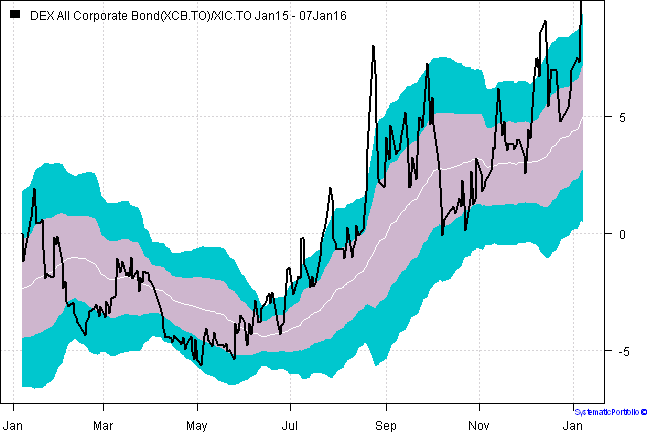 DEX All Corporate Bond(XCB.TO)/XIC.TO Jan15 - 07Jan16
5
0
-5
Jan Mar May Jul Sep Nov Jan
SystematicPortfolio ©